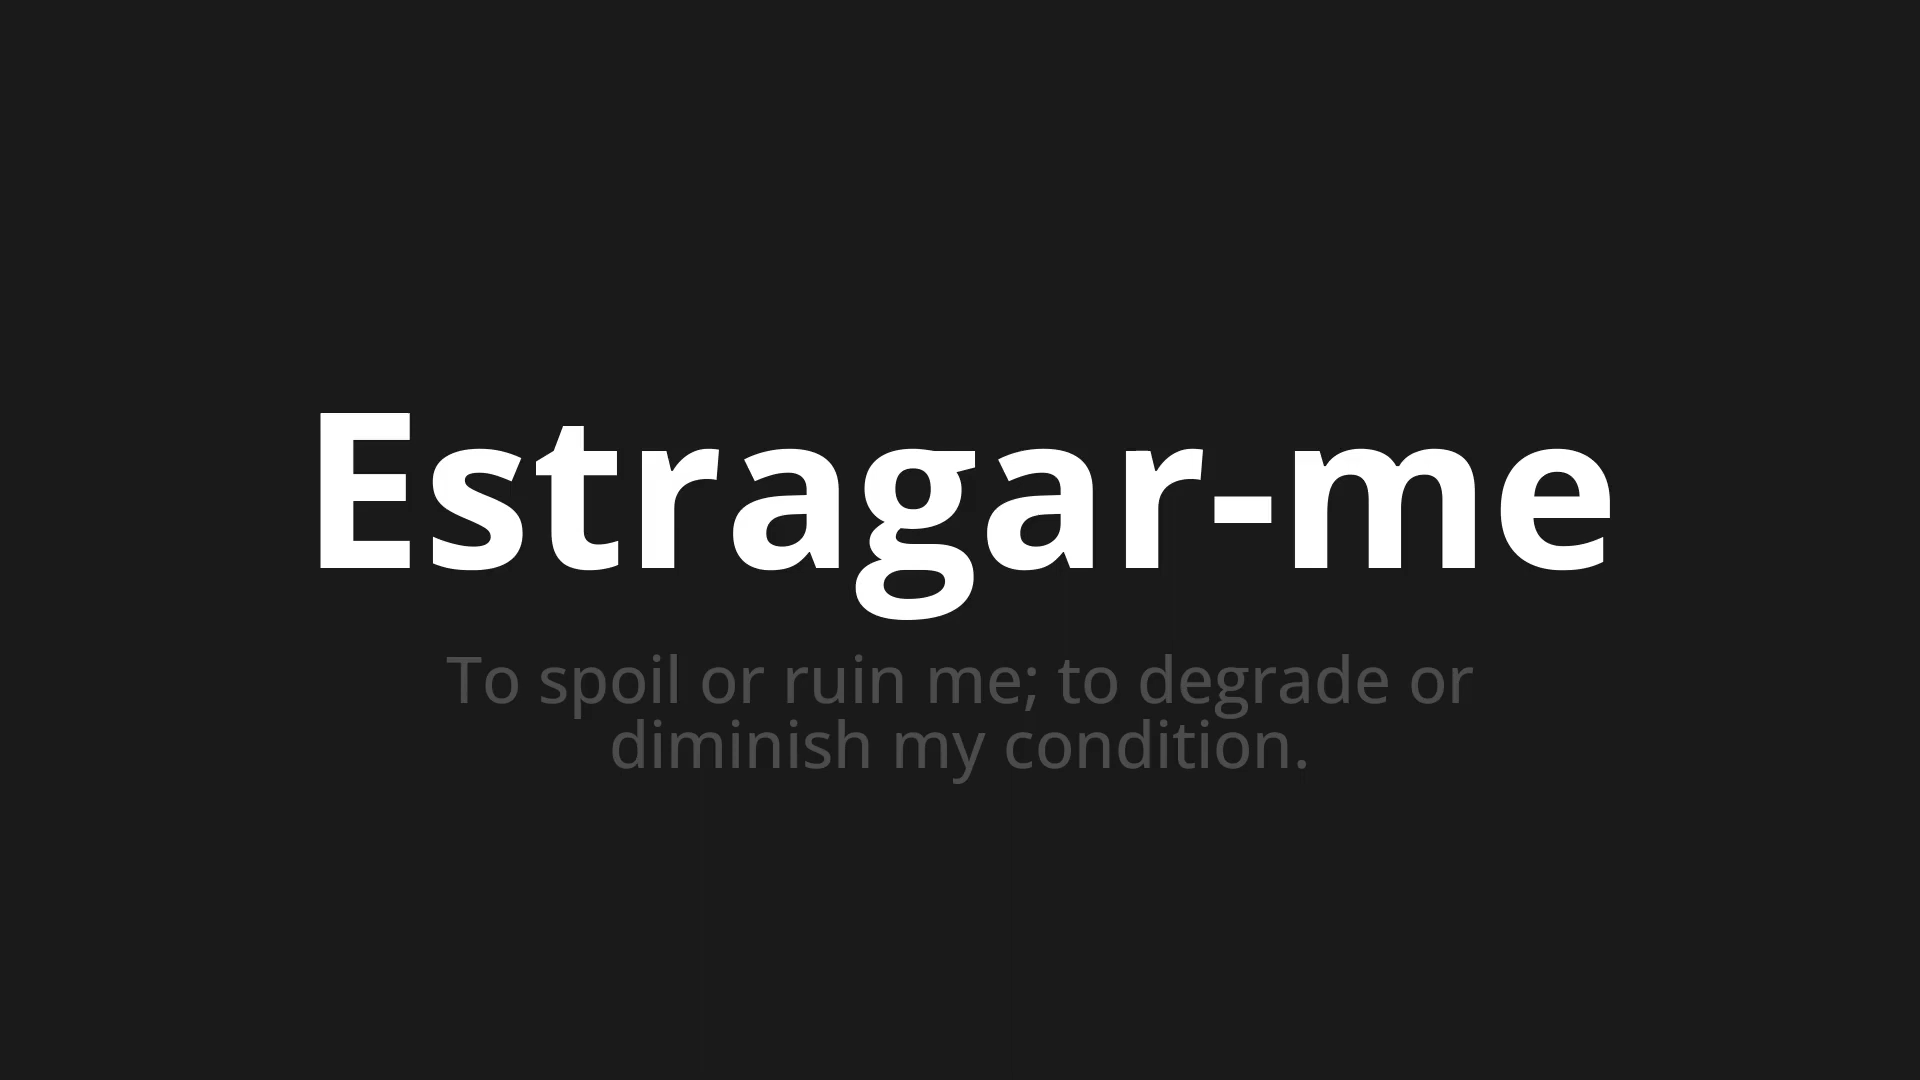 Estragar-me
To spoil or ruin me; to degrade or
diminish my condition.